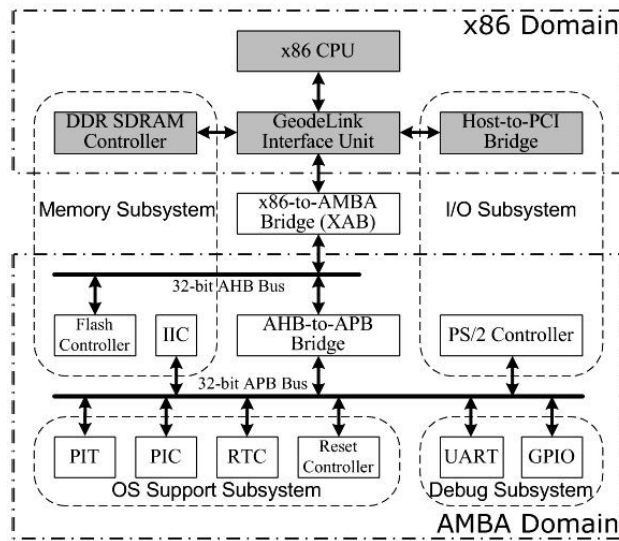 x86 Domain
x86 CPU
DDR SDRAM
Controller
GeodeLink
Interface Unit
Host-to-PCI
Bridge
Memory Subsystem
x86-to-AMBA
Bridge (XAB)
I/O Subsystem
32-bit AHB Bus
Flash
Controller
IIC
AHB-to-APB
Bridge
PS/2 Controller
32-bit APB Bus
PIT
PIC
RTC
Reset
Controller
UART
GPIO
OS Support Subsystem
Debug Subsystem
AMBA Domain